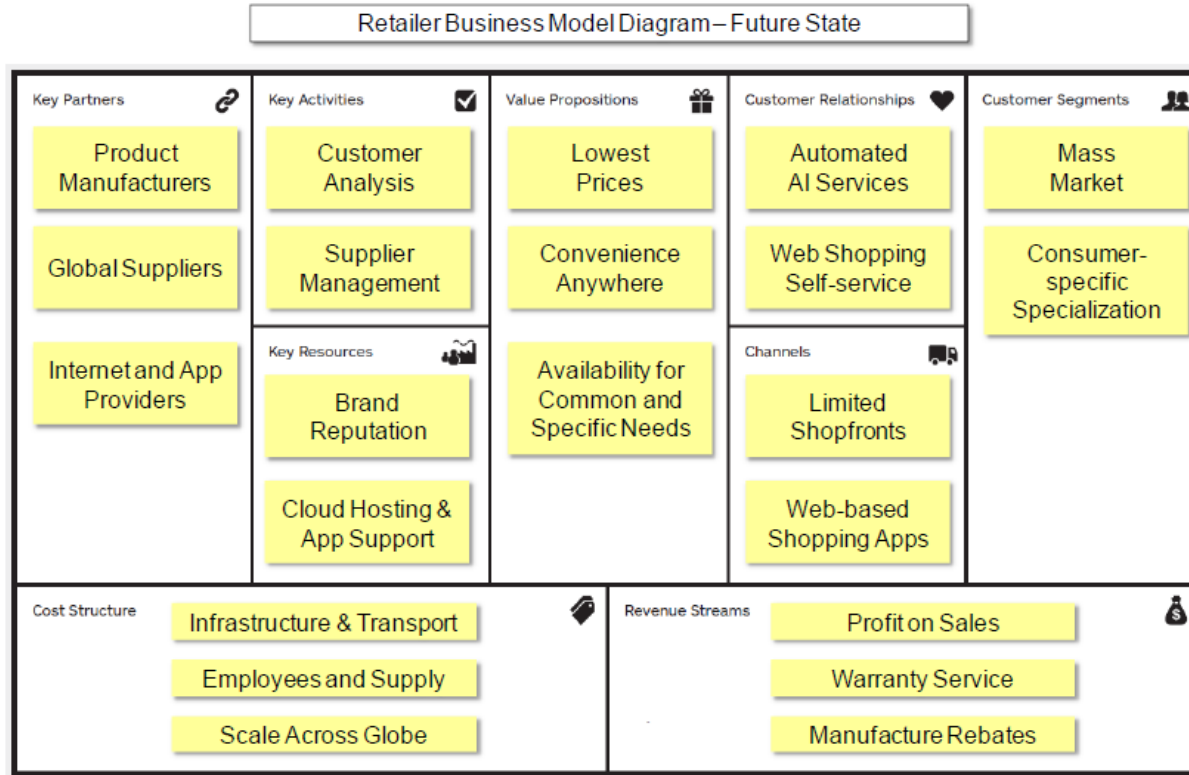 Retailer Business Model Diagram – Future State
Key Partners
Product
Manufacturers
Global Suppliers
Internet and App
Providers
Key Activities
Customer
Analysis
Supplier
Management
Key Resources
Brand
Reputation
Cloud Hosting &
App Support
Value Propositions
Lowest
Prices
Convenience
Anywhere
Availability for
Common and
Specific Needs
Customer Relationships
Automated
AI Services
Web Shopping
Self-service
Channels
Limited
Shopfronts
Web-based
Shopping Apps
Customer Segments
Mass
Market
Consumer-
specific
Specialization
Cost Structure
Infrastructure & Transport
Employees and Supply
Scale Across Globe
Revenue Streams
$
Profit on Sales
Warranty Service
Manufacture Rebates